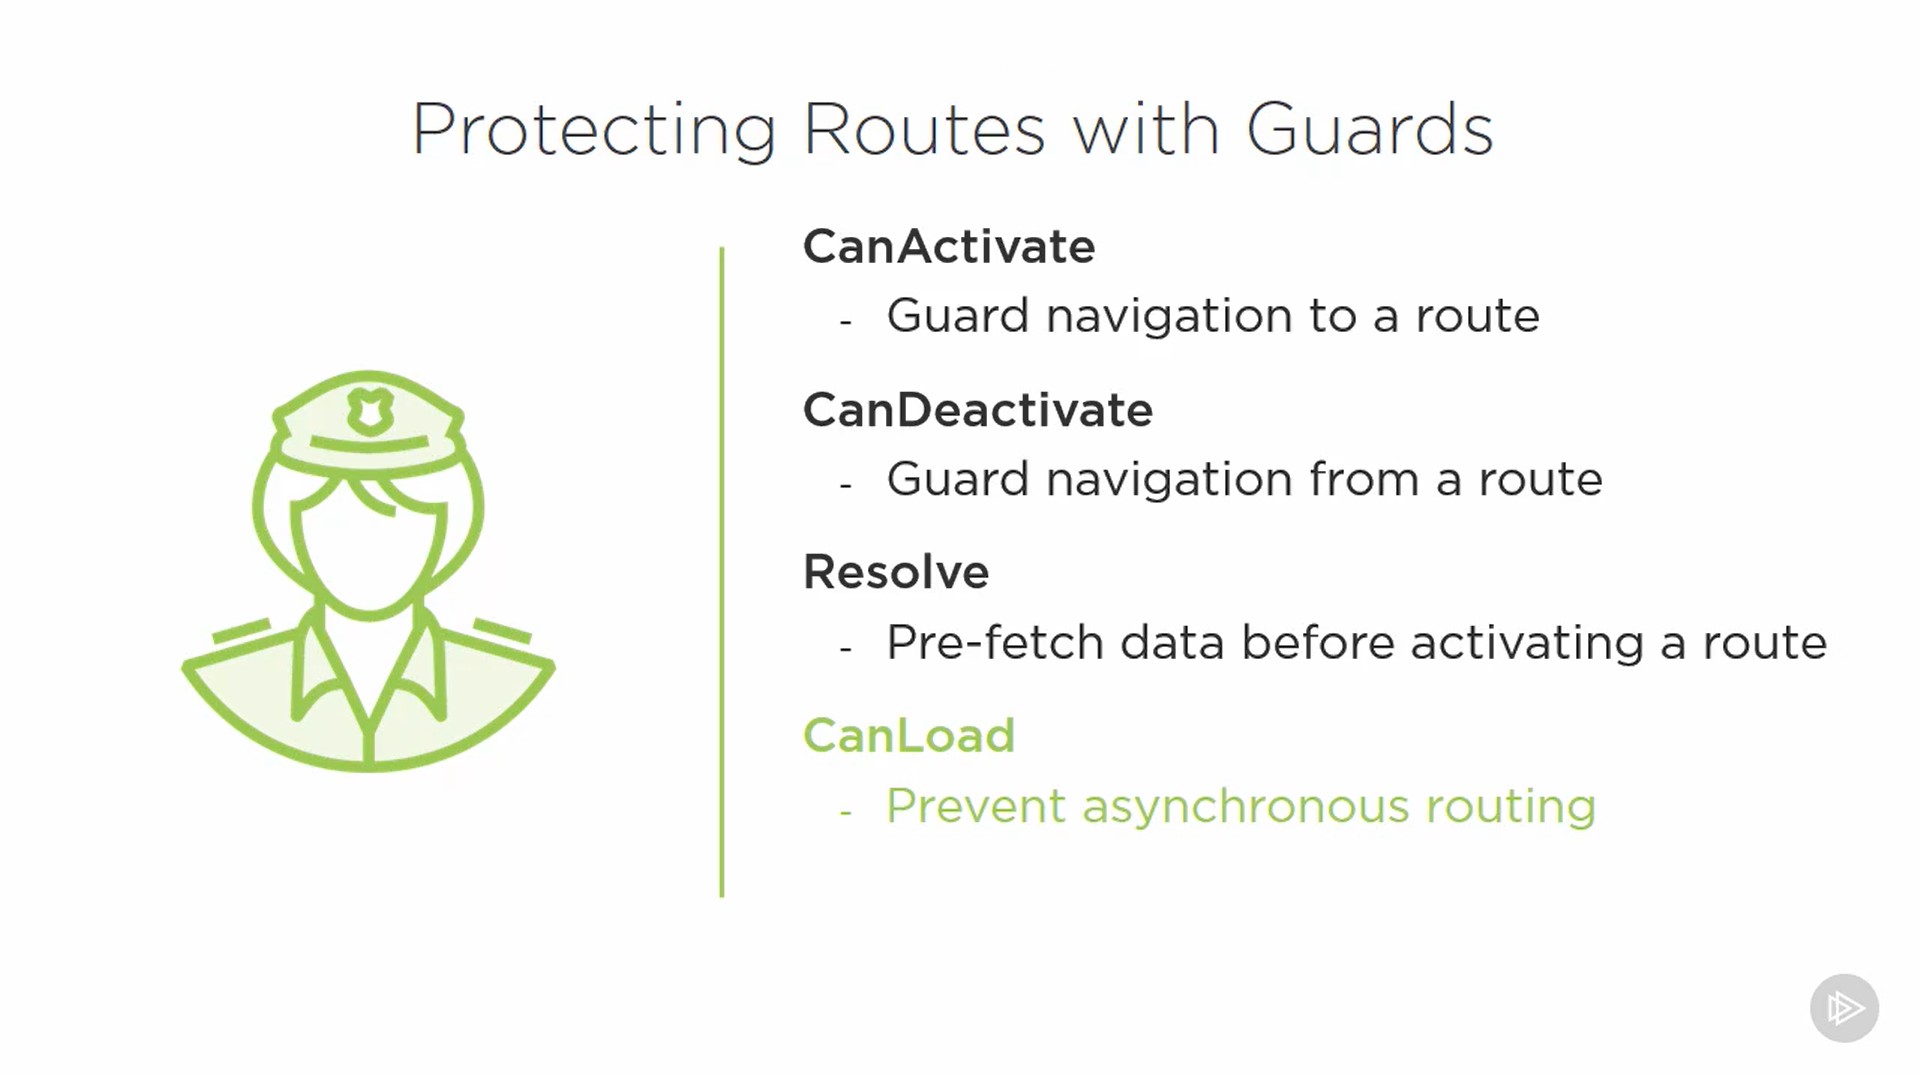 Protecting Routes with Guards
CanActivate
- Guard navigation to a route
CanDeactivate
- Guard navigation from a route
Resolve
- Pre-fetch data before activating a route
CanLoad
- Prevent asynchronous routing